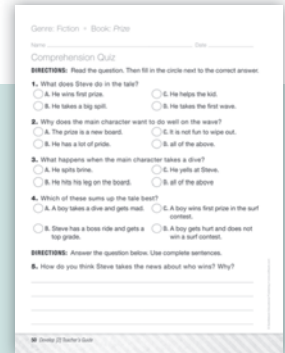 Genre: Fiction • Book: Prize
Name Date
Comprehension Quiz
DIRECTIONS: Read the question. Then fill in the circle next to the correct answer.
1. What does Steve do in the tale?
A. He wins first prize. C. He helps the kid.
B. He takes a big spill. D. He takes the first wave.
2. Why does the main character want to do well on the wave?
A. The prize is a new board. C. It is not fun to wipe out.
B. He has a lot of pride. D. all of the above.
3. What happens when the main character takes a dive?
A. He spits brine. C. He yells at Steve.
B. He hits his leg on the board. D. all of the above
4. Which of these sums up the tale best?
A. A boy takes a dive and gets mad. C. A boy wins first prize in the surf
contest.
B. Steve has a boss ride and gets a D. A boy gets hurt and does not
top grade. win a surf contest.
DIRECTIONS: Answer the question below. Use complete sentences.
5. How do you think Steve takes the news about who wins? Why?
Teacher's Guide